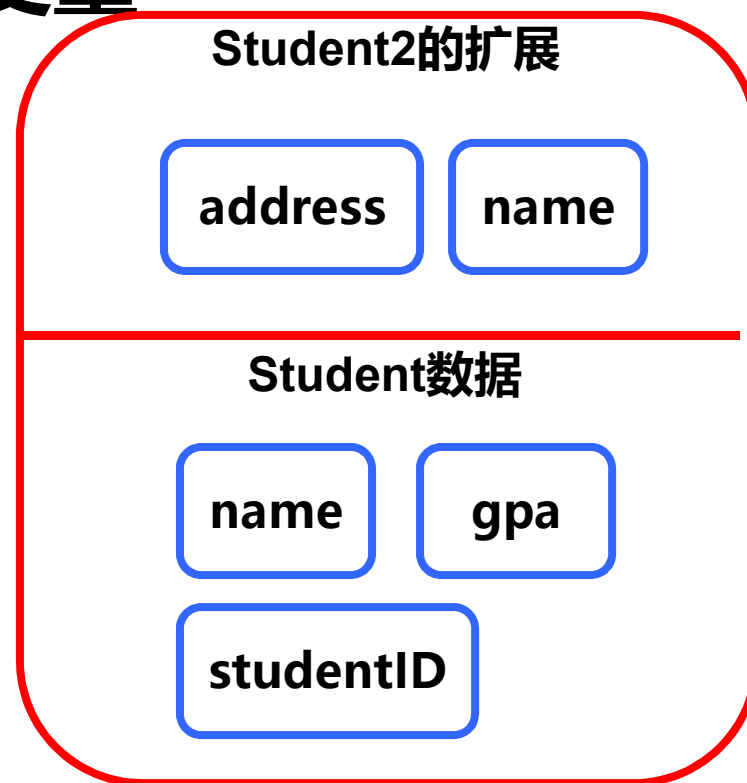 Student2的扩展
address name
Student数据
name gpa
studentID